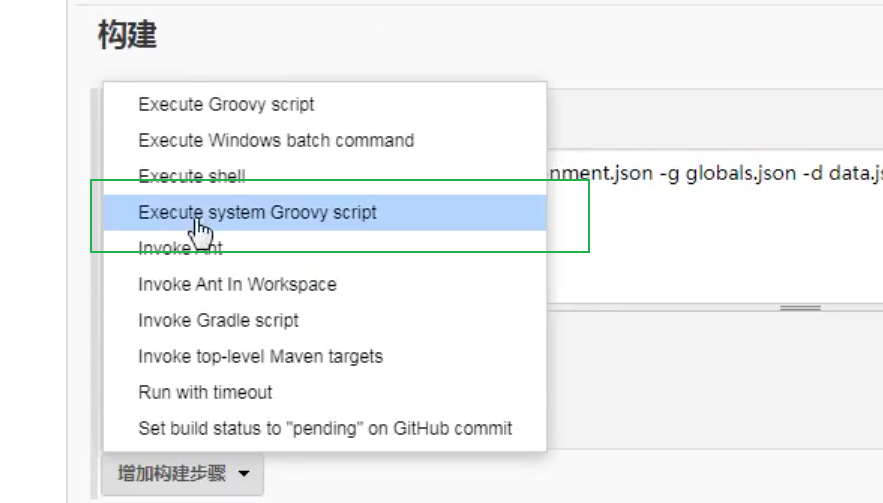 构建
Execute Groovy script
Execute Windows batch command
Execute shell
nment.json -g globals.json -d data.js
Execute system Groovy script
Invoke Ant
Invoke Ant In Workspace
Invoke Gradle script
Invoke top-level Maven targets
Run with timeout
Set build status to "pending" on GitHub commit
增加构建步骤